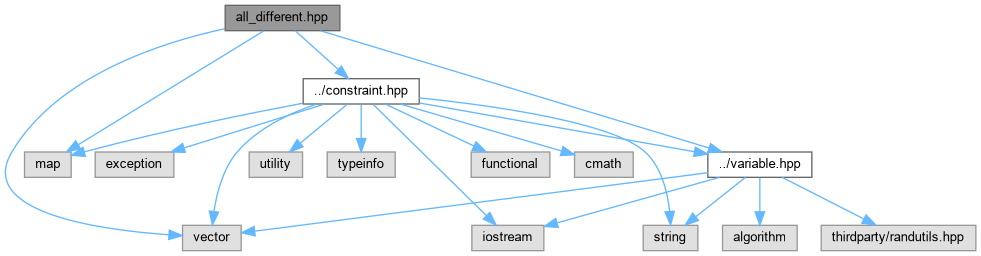 all_different.hpp
../constraint.hpp
map
exception
utility
typeinfo
functional
cmath
../variable.hpp
vector
iostream
string
algorithm
thirdparty/randutils.hpp